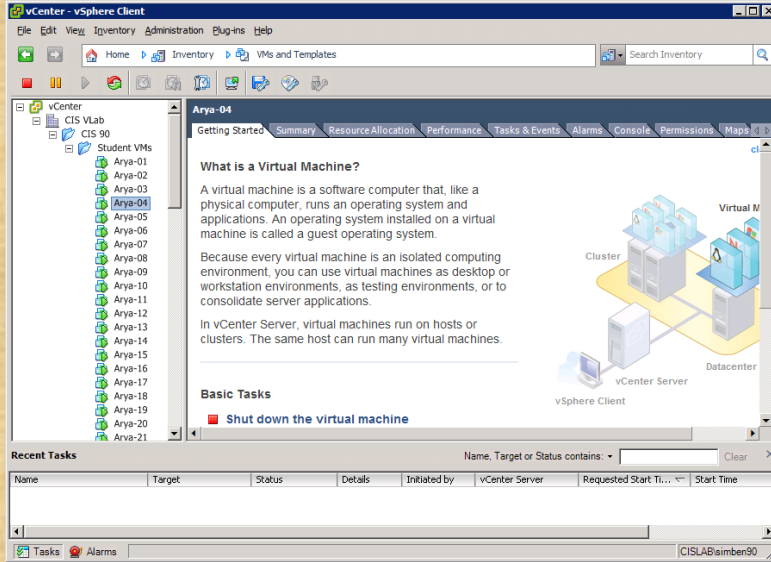 vCenter - vSphere Client
File Edit View Inventory Administration Plug-ins Help
Home Inventory VMs and Templates
Search Inventory
vCenter
CIS VLab
CIS 90
Student VMs
Arya-01
Arya-02
Arya-03
Arya-04
Arya-05
Arya-06
Arya-07
Arya-08
Arya-09
Arya-10
Arya-11
Arya-12
Arya-13
Arya-14
Arya-15
Arya-16
Arya-17
Arya-18
Arya-19
Arya-20
Arya-21
Arya-04
Getting Started Summary Resource Allocation Performance Tasks & Events Alarms Console Permissions Maps
cl
What is a Virtual Machine?
A virtual machine is a software computer that, like a
physical computer, runs an operating system and
applications. An operating system installed on a virtual
machine is called a guest operating system.
Because every virtual machine is an isolated computing
environment, you can use virtual machines as desktop or
workstation environments, as testing environments, or to
consolidate server applications.
In vCenter Server, virtual machines run on hosts or
clusters. The same host can run many virtual machines.
Basic Tasks
Shut down the virtual machine
Virtual M
Cluster
Datacenter
vCenter Server
vSphere Client
Recent Tasks
Name, Target or Status contains:
Clear
Name Target Status Details Initiated by vCenter Server Requested Start Ti... Start Time
Tasks Alarms
CISLAB\simben90